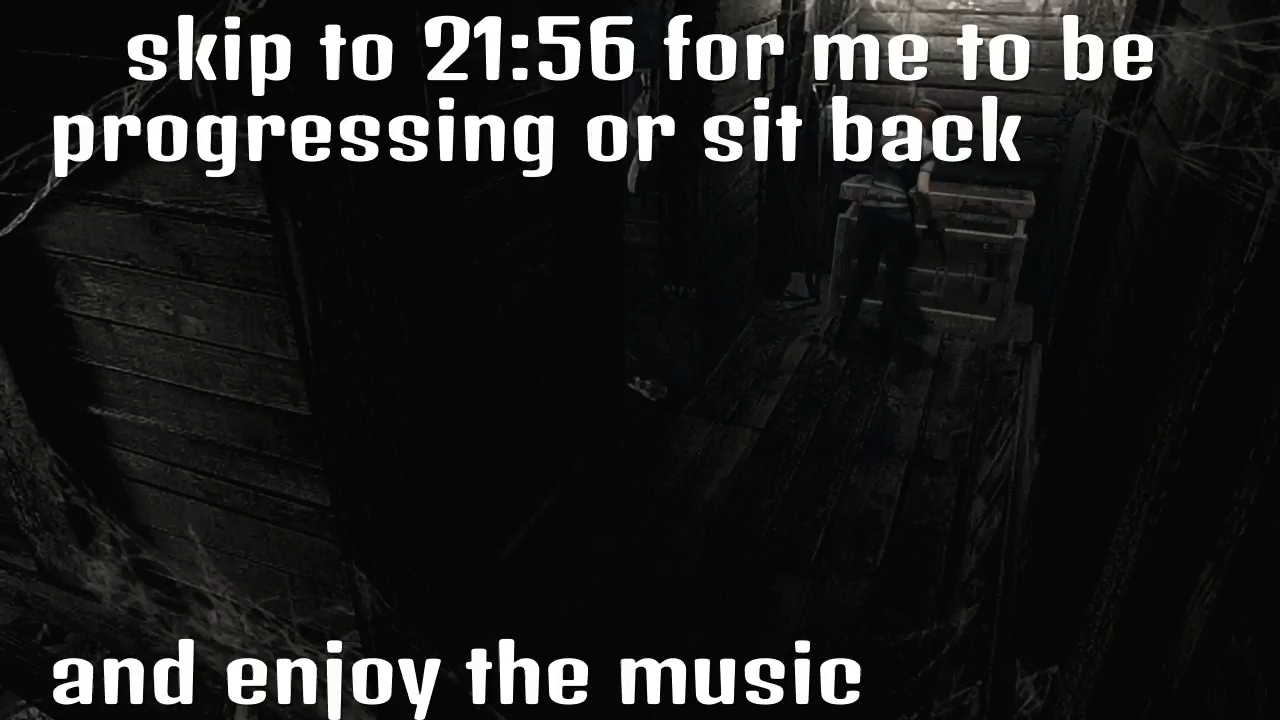 skip to 21:56 for me to be
progressing or sit back
and enjoy the music